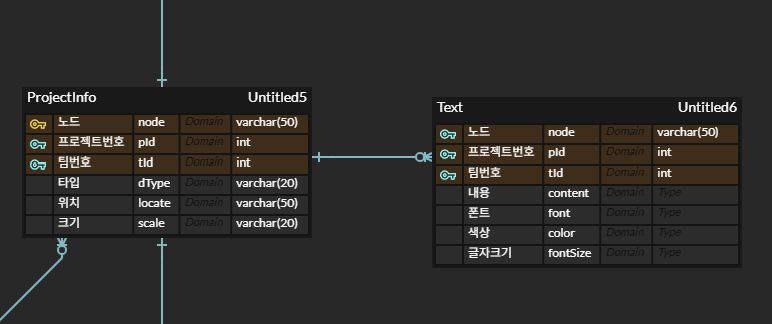 ProjectInfo Untitled5
노드 node Domain varchar(50)
프로젝트번호 pId Domain int
팀번호 tId Domain int
타입 dType Domain varchar(20)
위치 locate Domain varchar(50)
크기 scale Domain varchar(20)
Text Untitled6
노드 node Domain varchar(50)
프로젝트번호 pId Domain int
팀번호 tId Domain int
내용 content Domain Type
폰트 font Domain Type
색상 color Domain Type
글자크기 fontSize Domain Type